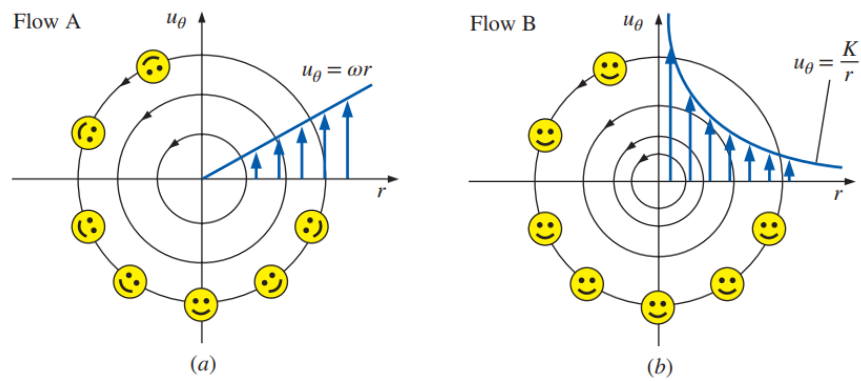 Flow A
u_θ
u_θ = ωr
r
(a)
Flow B
u_θ
u_θ = K/r
r
(b)